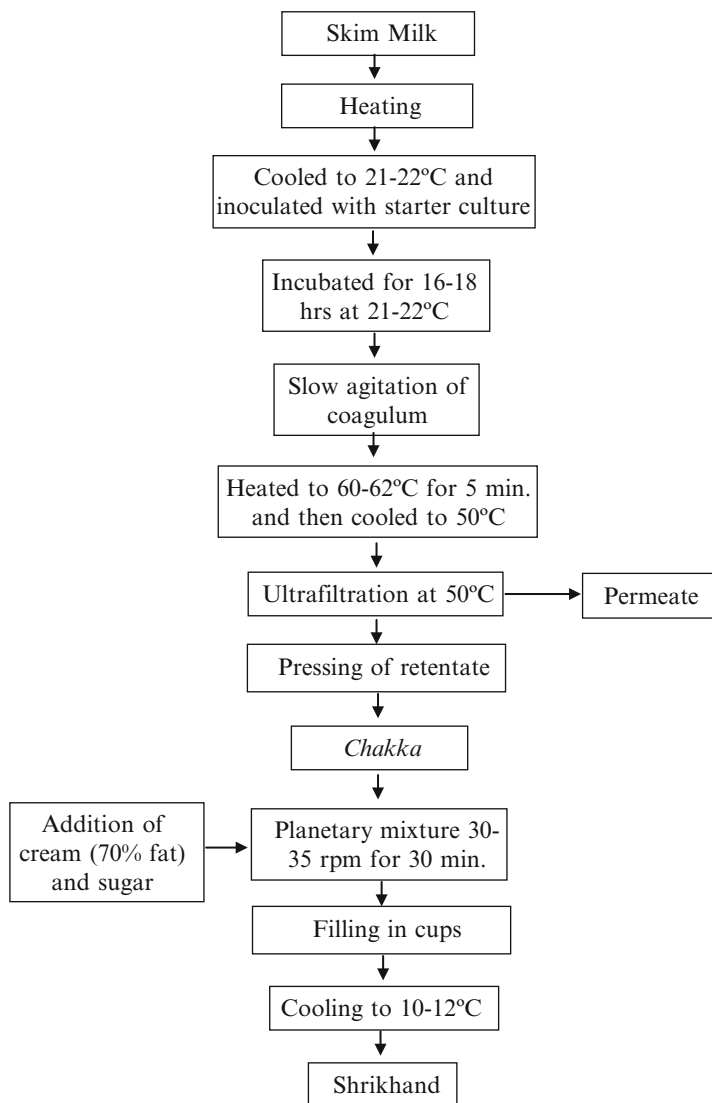 Skim Milk
Heating
Cooled to 21-22ºC and
inoculated with starter culture
Incubated for 16-18
hrs at 21-22ºC
Slow agitation of
coagulum
Heated to 60-62ºC for 5 min.
and then cooled to 50ºC
Ultrafiltration at 50ºC
Permeate
Pressing of retentate
Chakka
Addition of
cream (70% fat)
and sugar
Planetary mixture 30-
35 rpm for 30 min.
Filling in cups
Cooling to 10-12ºC
Shrikhand